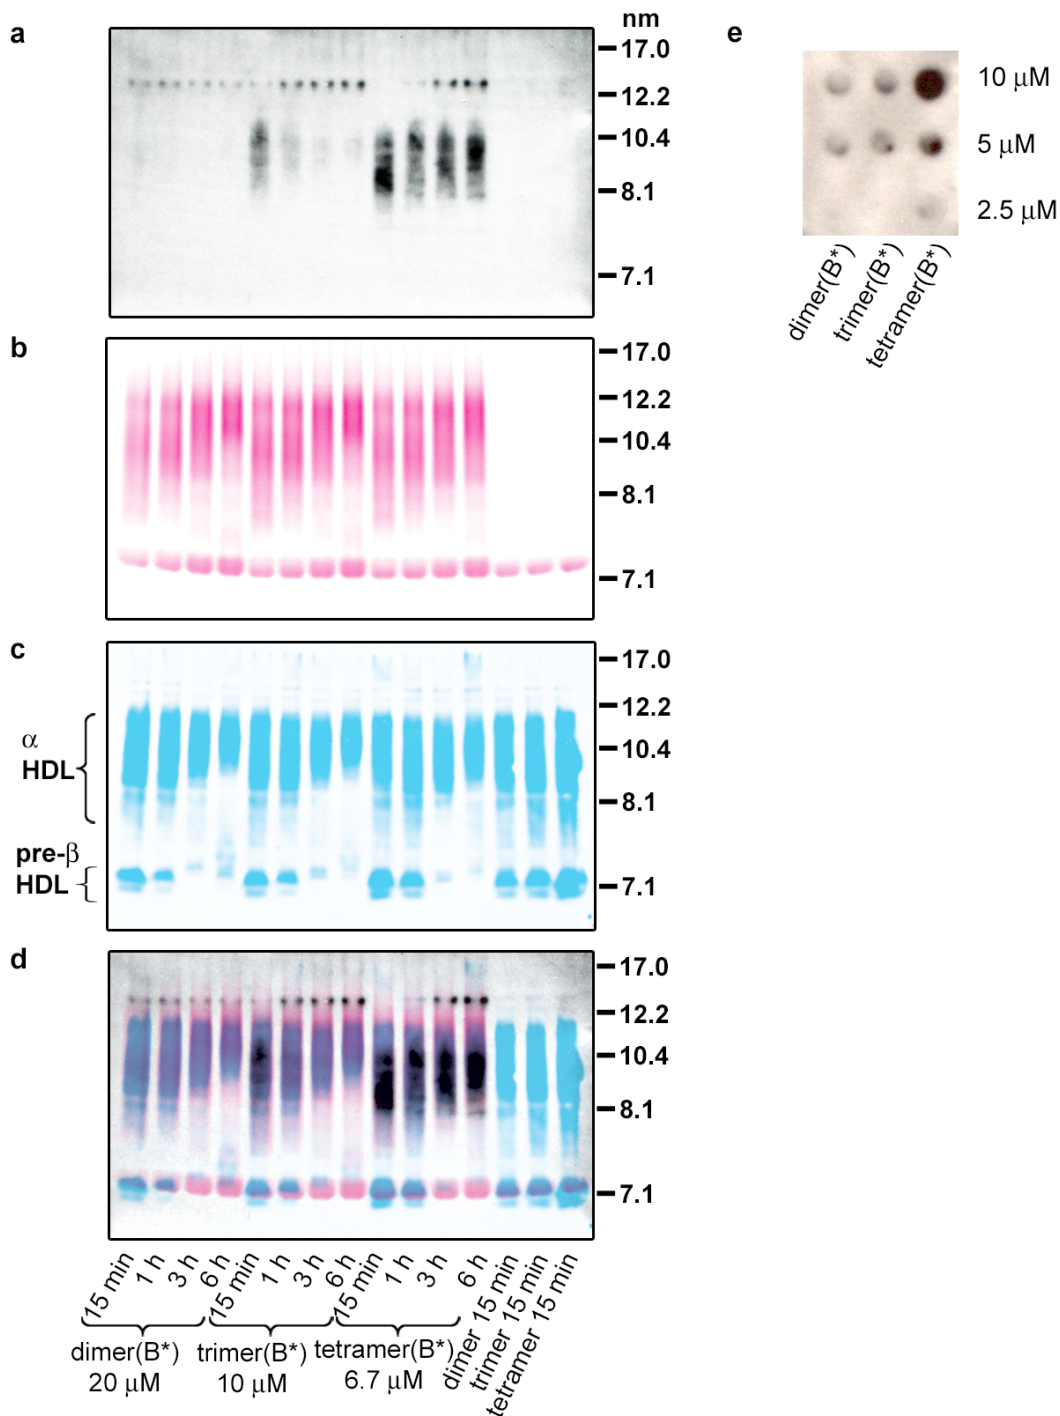 a
nm
17.0
12.2
10.4
8.1
7.1
b
17.0
12.2
10.4
8.1
7.1
c
17.0
12.2
10.4
8.1
7.1
α
HDL
pre-β
HDL
d
17.0
12.2
10.4
8.1
7.1
15 min
1 h
3 h
6 h
15 min
1 h
3 h
6 h
15 min
1 h
3 h
6 h
dimer 15 min
trimer 15 min
tetramer 15 min
dimer(B*)
20 μM
trimer(B*)
10 μM
tetramer(B*)
6.7 μM
e
10 μM
5 μM
2.5 μM
dimer(B*)
trimer(B*)
tetramer(B*)